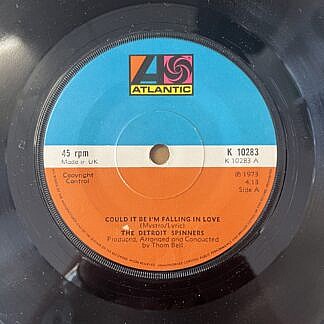 ATLANTIC
45 rpm
Made in UK
K 10283
K 10283 A
Copyright
Control
℗ 1973
4.13
Side A
COULD IT BE I'M FALLING IN LOVE
(Mystro/Lyric)
THE DETROIT SPINNERS
Produced, Arranged and Conducted
by Thom Bell